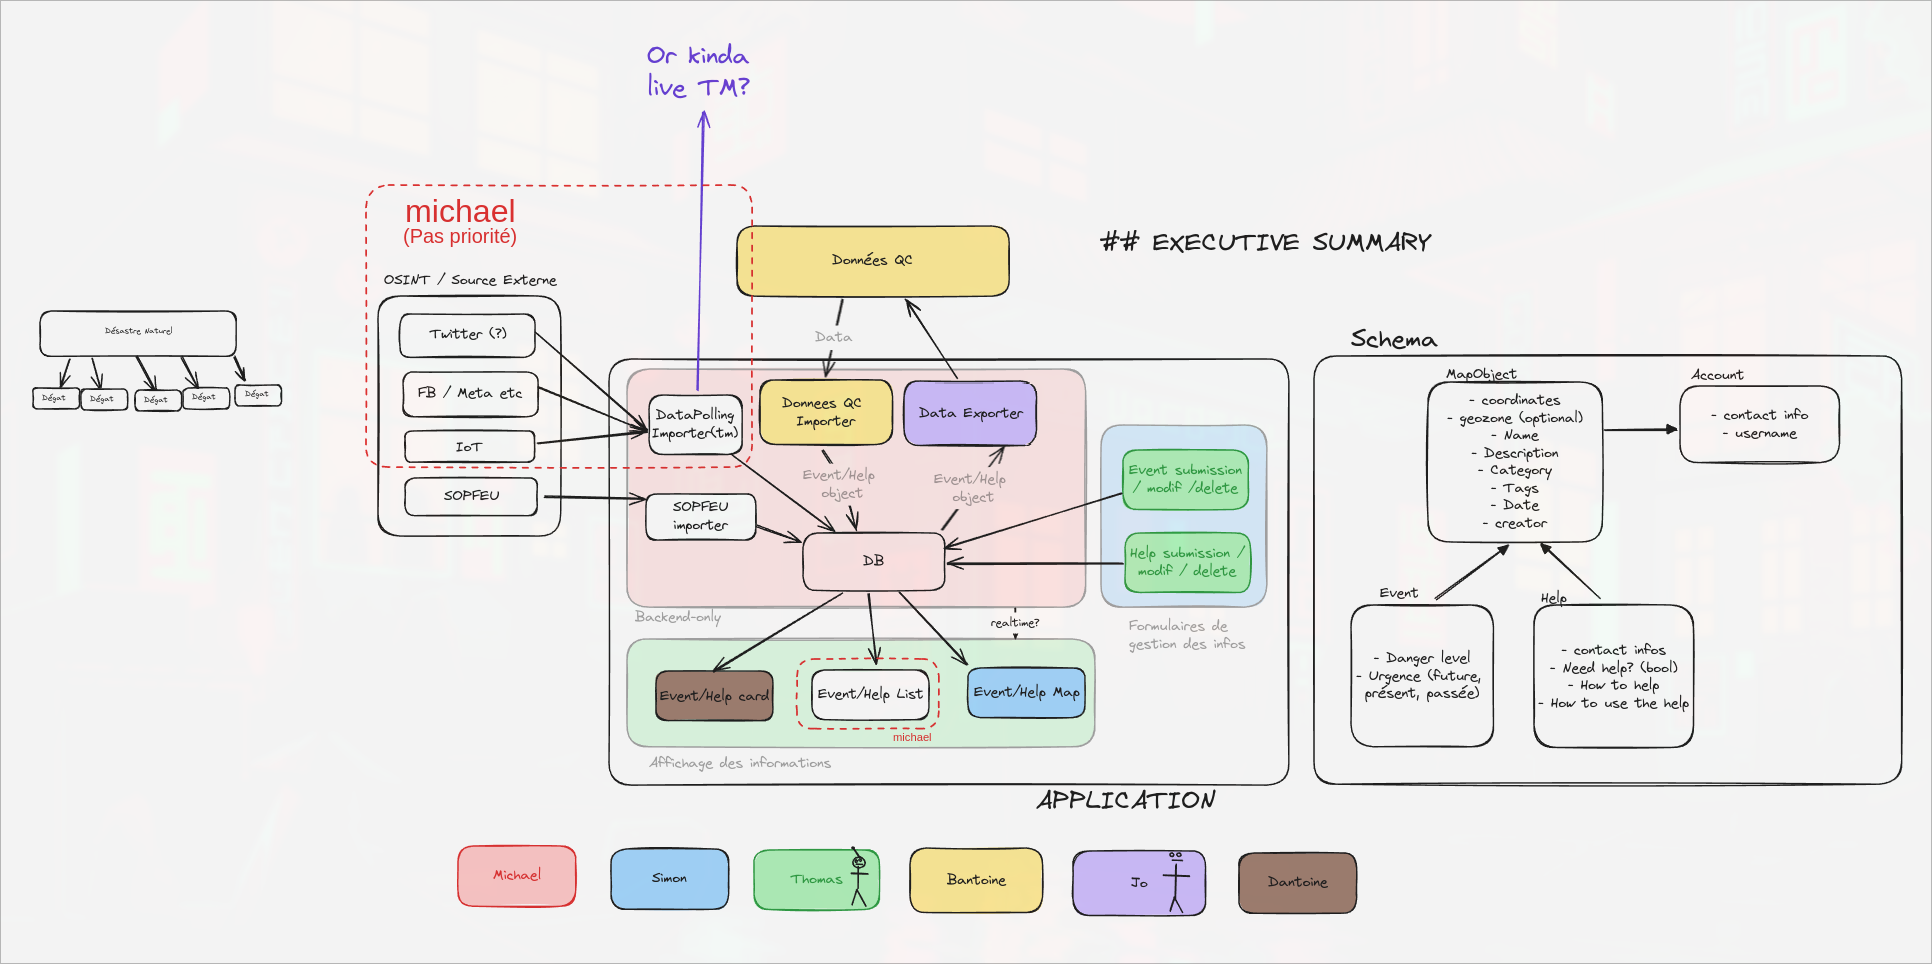 Or kinda
live TM?
michael
(Pas priorité)
OSINT / Source Externe
Twitter (?)
FB / Meta etc
IoT
SOPFEU
Désastre Naturel
Dégat
Dégat
Dégat
Dégat
Dégat
Données QC
Data
## EXECUTIVE SUMMARY
DataPolling
Importer(tm)
Donnees QC
Importer
Data Exporter
Event/Help
object
Event/Help
object
SOPFEU
importer
DB
Backend-only
realtime?
Event submission
/ modif /delete
Help submission /
modif / delete
Formulaires de
gestion des infos
Event/Help card
Event/Help List
michael
Event/Help Map
Affichage des informations
APPLICATION
Schema
MapObject
- coordinates
- geozone (optional)
- Name
- Description
- Category
- Tags
- Date
- creator
Account
- contact info
- username
Event
- Danger level
- Urgence (future,
présent, passée)
Help
- contact infos
- Need help? (bool)
- How to help
- How to use the help
Michael
Simon
Thomas
Bantoine
Jo
Dantoine